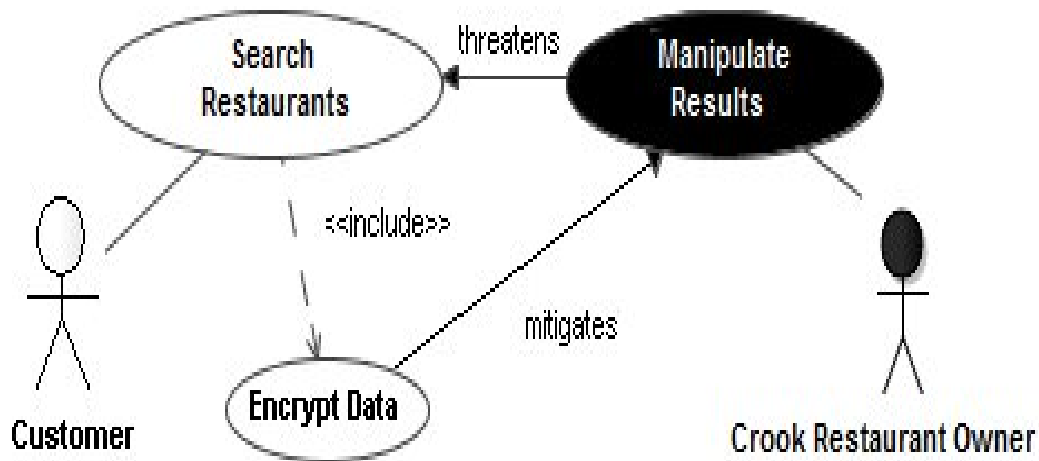 Search
Restaurants
threatens
Manipulate
Results
<<include>>
mitigates
Encrypt Data
Customer
Crook Restaurant Owner